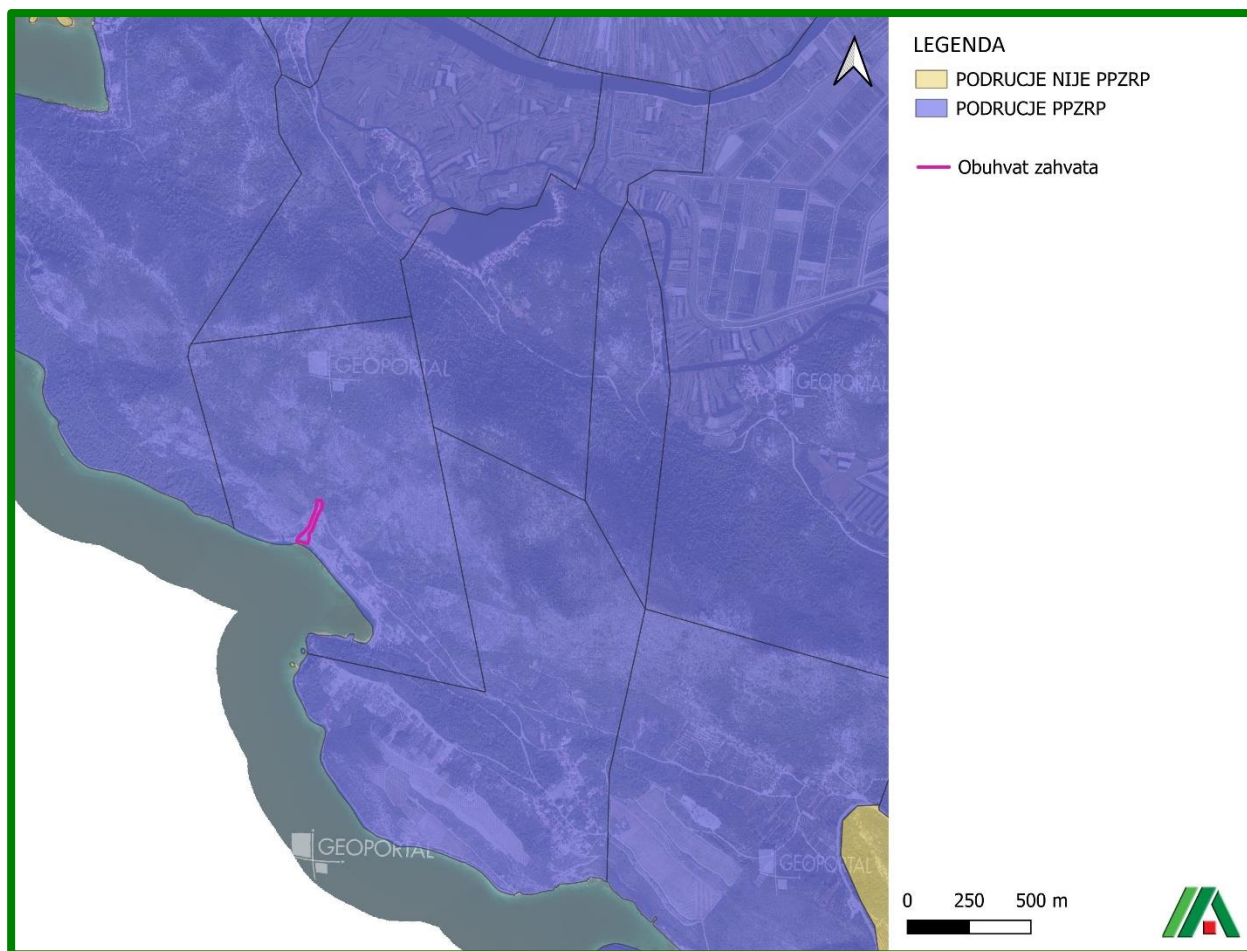 LEGENDA
PODRUCJE NIJE PPZRP
PODRUCJE PPZRP
Obuhvat zahvata
GEOPORTAL
GEOPORTAL
GEOPORTAL
GEOPORTAL
0 250 500 m